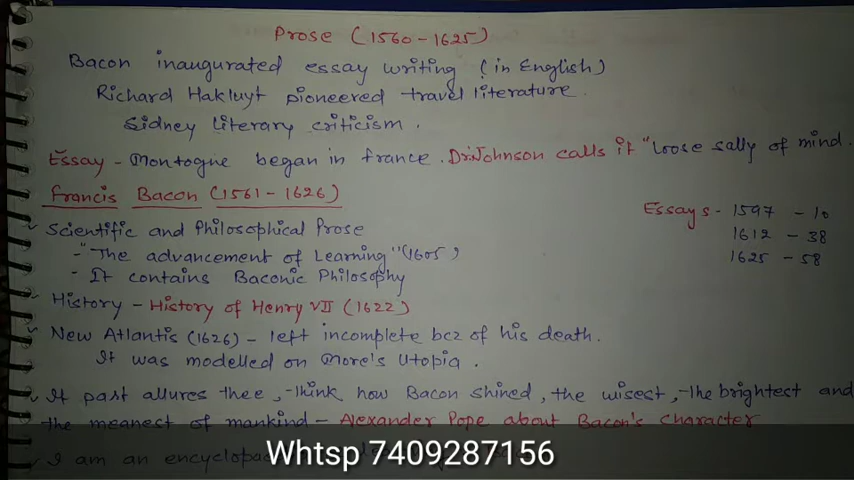 Prose (1560-1625)
Bacon inaugurated essay writing (in English)
Richard Hakluyt pioneered travel literature.
Sidney literary criticism.
Essay - Montogne began in france. Dr.Johnson calls it "loose sally of mind.
Francis Bacon (1561-1626)
Essays - 1597 - 10
1612 - 38
1625 - 58
Scientific and Philosophical Prose
- "The advancement of Learning" (1605)
- It contains Baconic Philosophy
History - History of Henry VII (1622)
New Atlantis (1626) - left incomplete bcz of his death.
It was modelled on More's Utopia.
If past allures thee, think how Bacon shined, the wisest, the brightest and
the meanest of mankind - Alexander Pope about Bacon's character
I am an
Whtsp 7409287156